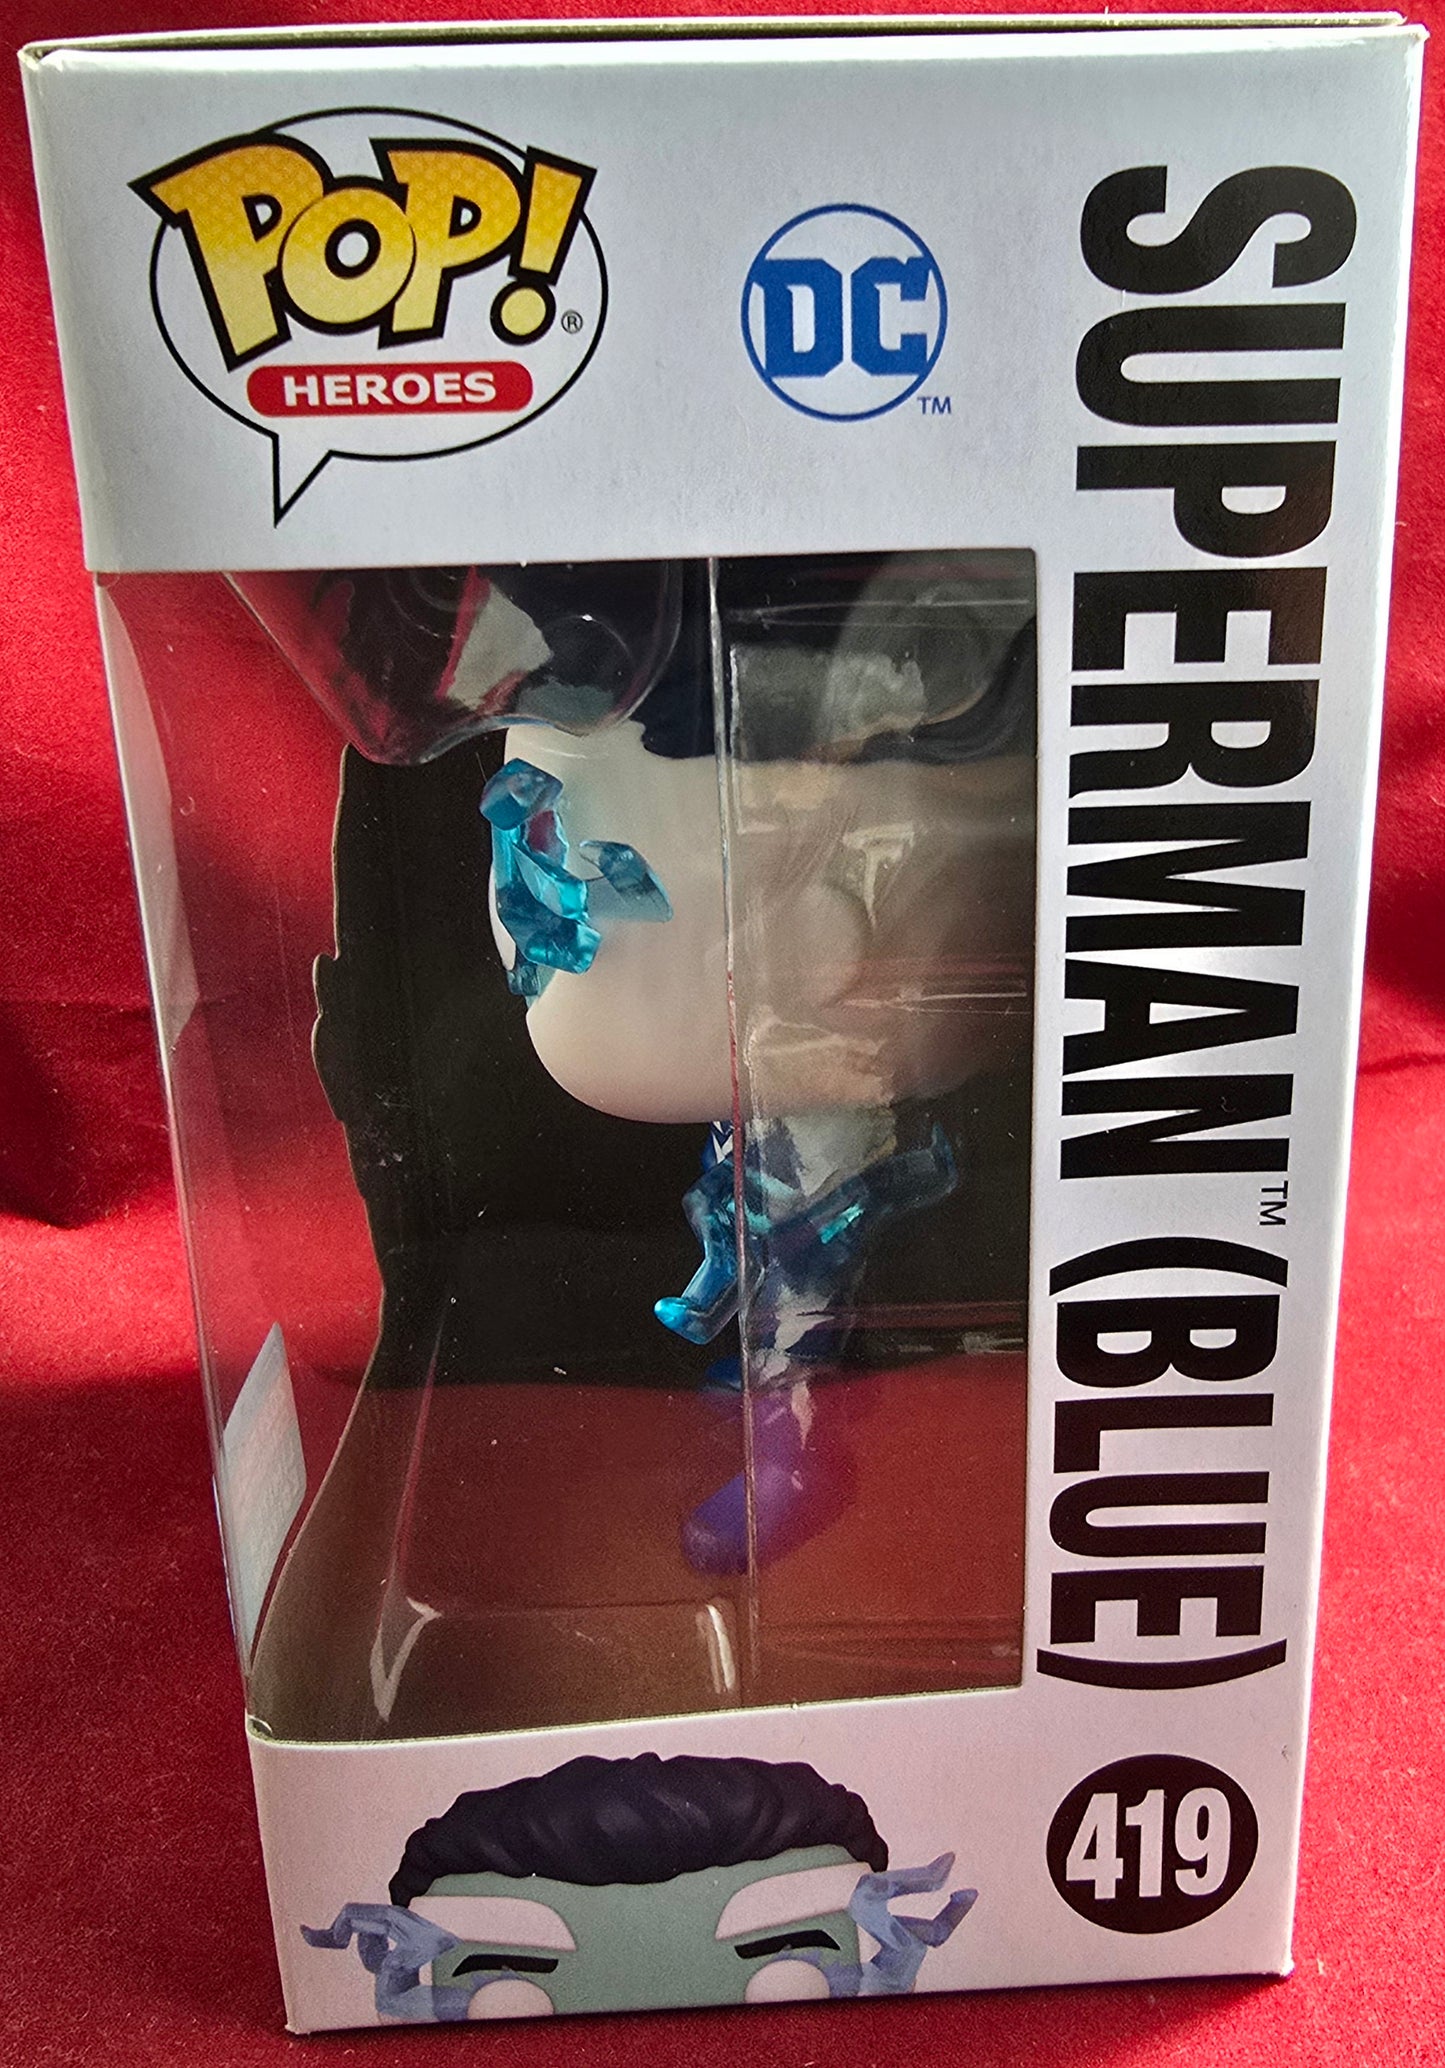 POP! ®
HEROES
DC ™
SUPERMAN™ (BLUE)
419